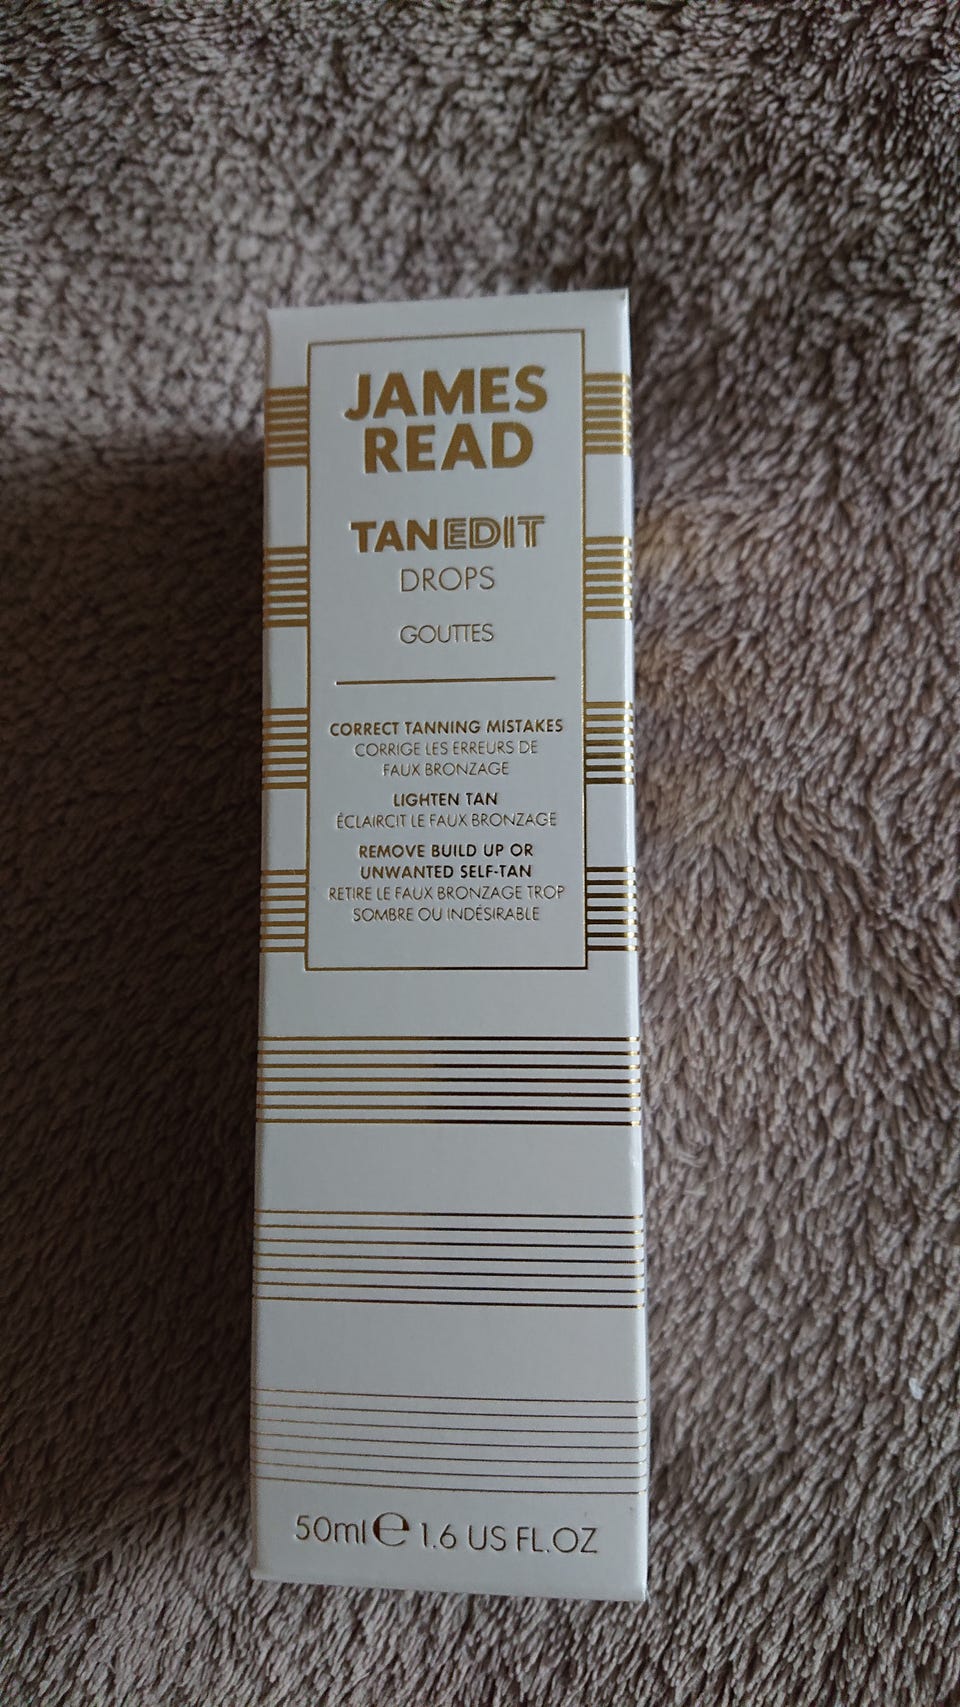 JAMES
READ
TANEDIT
DROPS
GOUTTES
CORRECT TANNING MISTAKES
CORRIGE LES ERREURS DE
FAUX BRONZAGE
LIGHTEN TAN
ÉCLAIRCIT LE FAUX BRONZAGE
REMOVE BUILD UP OR
UNWANTED SELF-TAN
RETIRE LE FAUX BRONZAGE TROP
SOMBRE OU INDÉSIRABLE
50ml ℮ 1.6 US FL.OZ